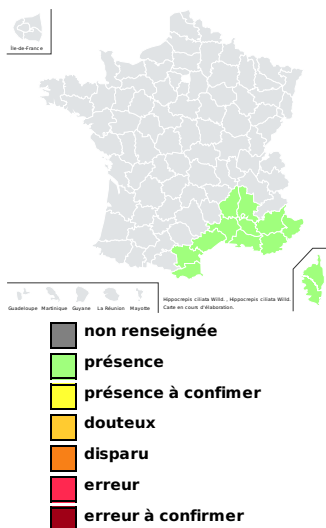 Île-de-France
Guadeloupe Martinique Guyane La Réunion Mayotte
Hippocrepis ciliata Willd. , Hippocrepis ciliata Willd.
Carte en cours d'élaboration.
non renseignée
présence
présence à confimer
douteux
disparu
erreur
erreur à confirmer